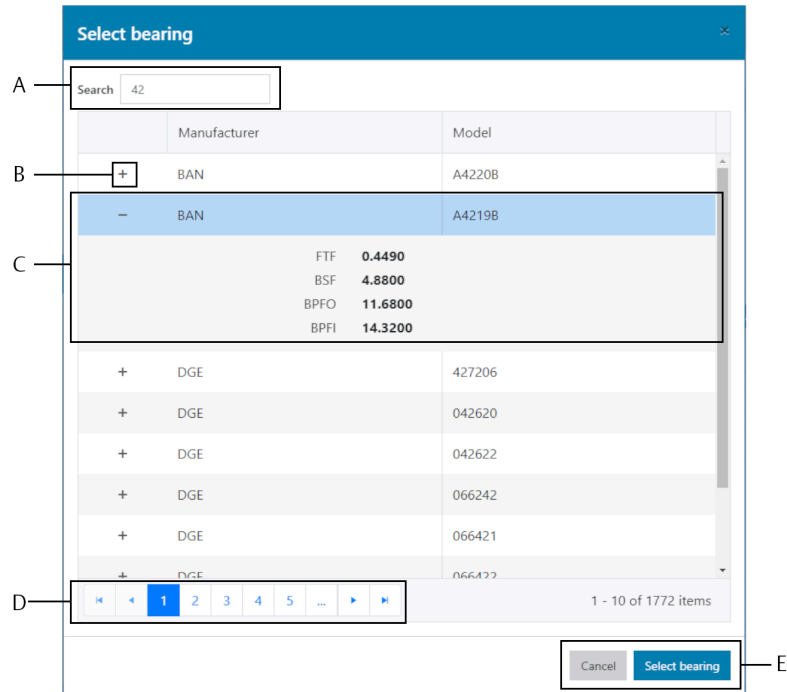 Select bearing ×
A Search 42
Manufacturer Model
B + BAN A4220B
− BAN A4219B
C
FTF 0.4490
BSF 4.8800
BPFO 11.6800
BPFI 14.3200
+ DGE 427206
+ DGE 042620
+ DGE 042622
+ DGE 066242
+ DGE 066421
+ DGE 066422
D 1 2 3 4 5 ... 1 - 10 of 1772 items
Cancel Select bearing E